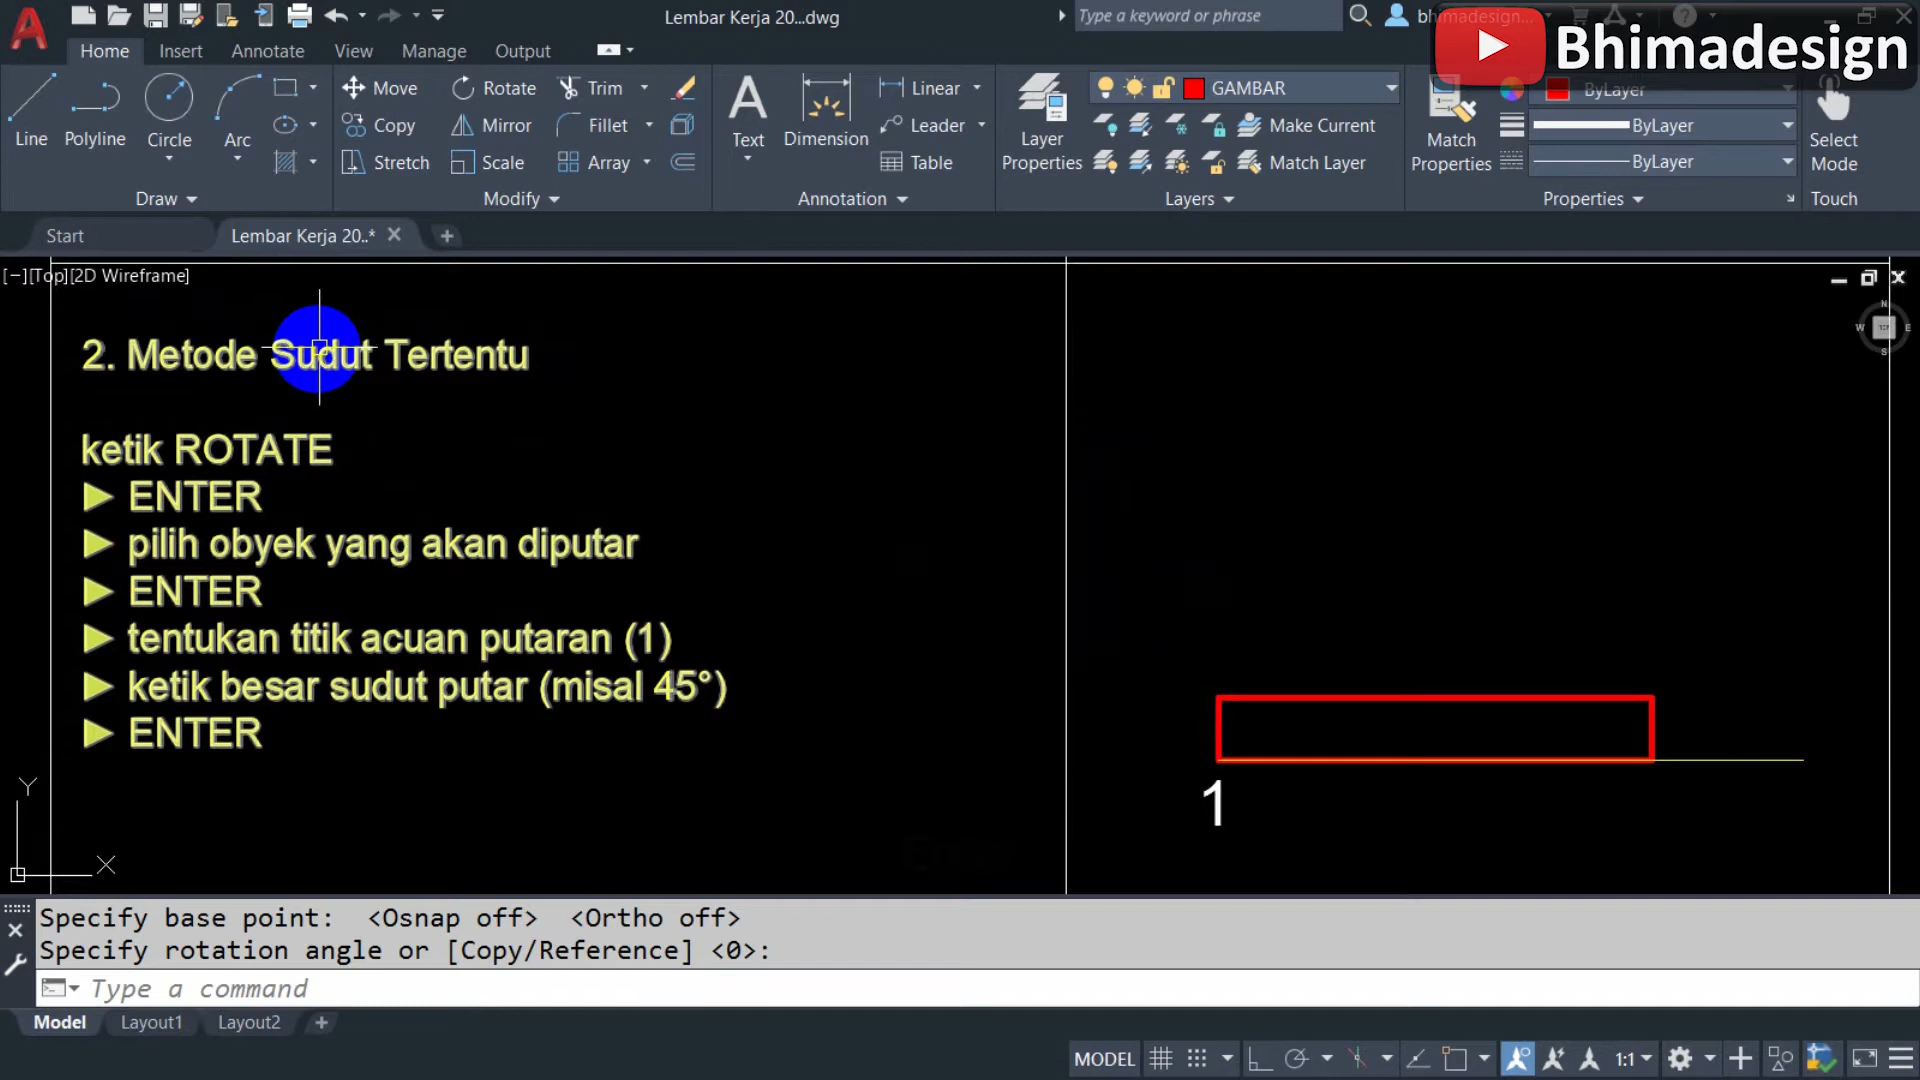 Lembar Kerja 20...dwg
Type a keyword or phrase
bhimadesign...
Bhimadesign
Home
Insert
Annotate
View
Manage
Output
Line
Polyline
Circle
Arc
Draw
Move
Rotate
Trim
Copy
Mirror
Fillet
Stretch
Scale
Array
Modify
Text
Dimension
Linear
Leader
Table
Annotation
Layer
Properties
GAMBAR
Make Current
Match Layer
Layers
Match
Properties
ByLayer
ByLayer
ByLayer
Properties
Select
Mode
Touch
Start
Lembar Kerja 20..*
[−][Top][2D Wireframe]
N
W
E
S
2. Metode Sudut Tertentu
ketik ROTATE
► ENTER
► pilih obyek yang akan diputar
► ENTER
► tentukan titik acuan putaran (1)
► ketik besar sudut putar (misal 45°)
► ENTER
1
Y
X
Specify base point:  <Osnap off>  <Ortho off>
Specify rotation angle or [Copy/Reference] <0>:
Type a command
Model
Layout1
Layout2
MODEL
1:1